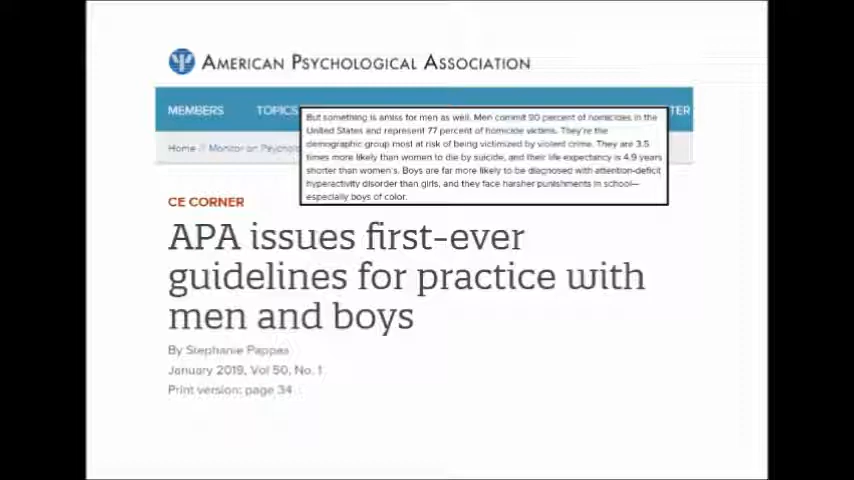 AMERICAN PSYCHOLOGICAL ASSOCIATION
MEMBERS
TOPICS
TER
Home // Monitor on Psycholo
But something is amiss for men as well. Men commit 90 percent of homicides in the
United States and represent 77 percent of homicide victims. They're the
demographic group most at risk of being victimized by violent crime. They are 3.5
times more likely than women to die by suicide, and their life expectancy is 4.9 years
shorter than women's. Boys are far more likely to be diagnosed with attention-deficit
hyperactivity disorder than girls, and they face harsher punishments in school—
especially boys of color.
CE CORNER
APA issues first-ever
guidelines for practice with
men and boys
By Stephanie Pappas
January 2019, Vol 50, No. 1
Print version: page 34